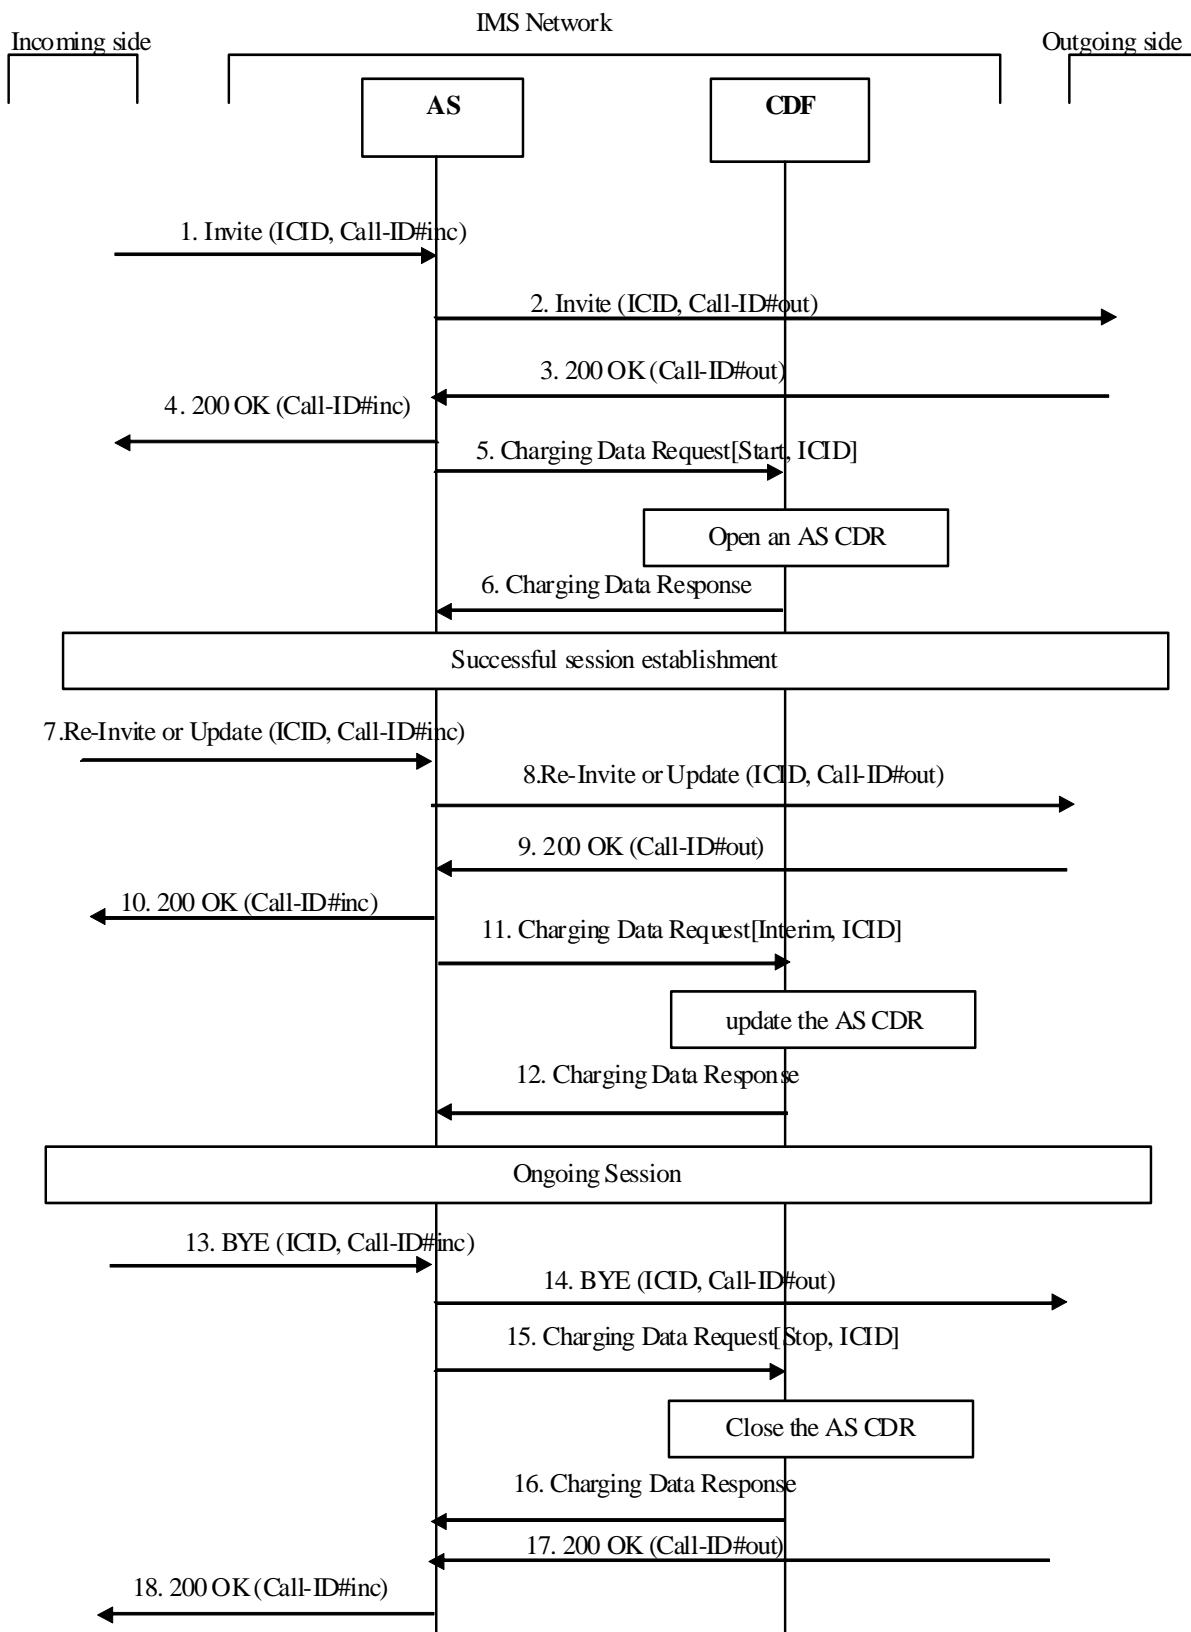 IMS Network
Incoming side
Outgoing side
AS
CDF
1. Invite (ICID, Call-ID#inc)
2. Invite (ICID, Call-ID#out)
3. 200 OK (Call-ID#out)
4. 200 OK (Call-ID#inc)
5. Charging Data Request[Start, ICID]
Open an AS CDR
6. Charging Data Response
Successful session establishment
7.Re-Invite or Update (ICID, Call-ID#inc)
8.Re-Invite or Update (ICID, Call-ID#out)
9. 200 OK (Call-ID#out)
10. 200 OK (Call-ID#inc)
11. Charging Data Request[Interim, ICID]
update the AS CDR
12. Charging Data Response
Ongoing Session
13. BYE (ICID, Call-ID#inc)
14. BYE (ICID, Call-ID#out)
15. Charging Data Request[Stop, ICID]
Close the AS CDR
16. Charging Data Response
17. 200 OK (Call-ID#out)
18. 200 OK (Call-ID#inc)